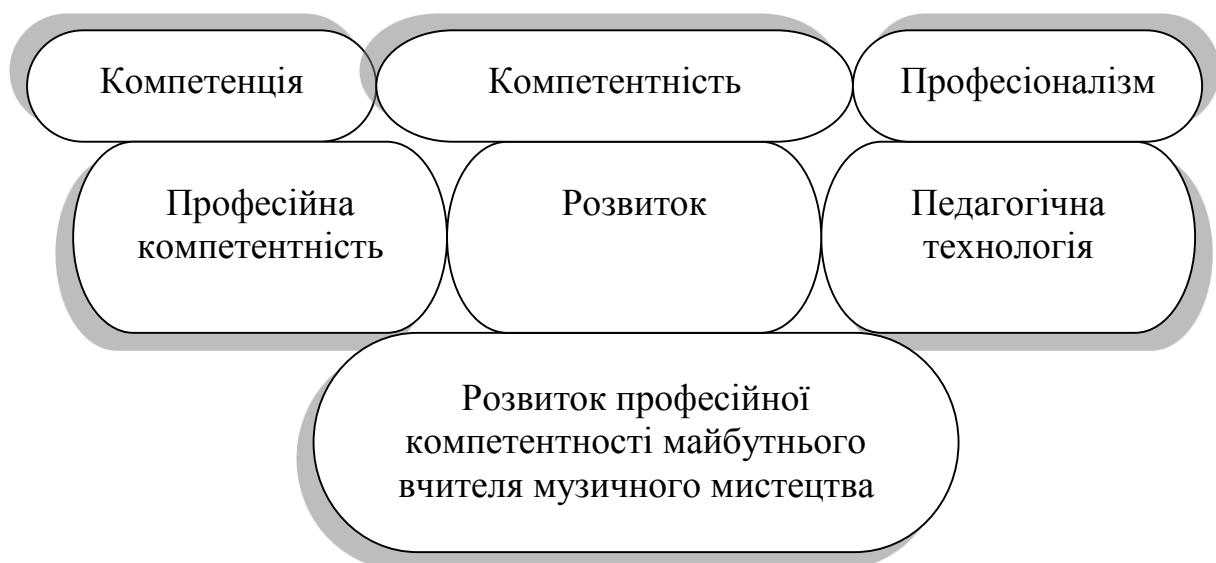 Компетенція
Компетентність
Професіоналізм
Професійна
компетентність
Розвиток
Педагогічна
технологія
Розвиток професійної
компетентності майбутнього
вчителя музичного мистецтва